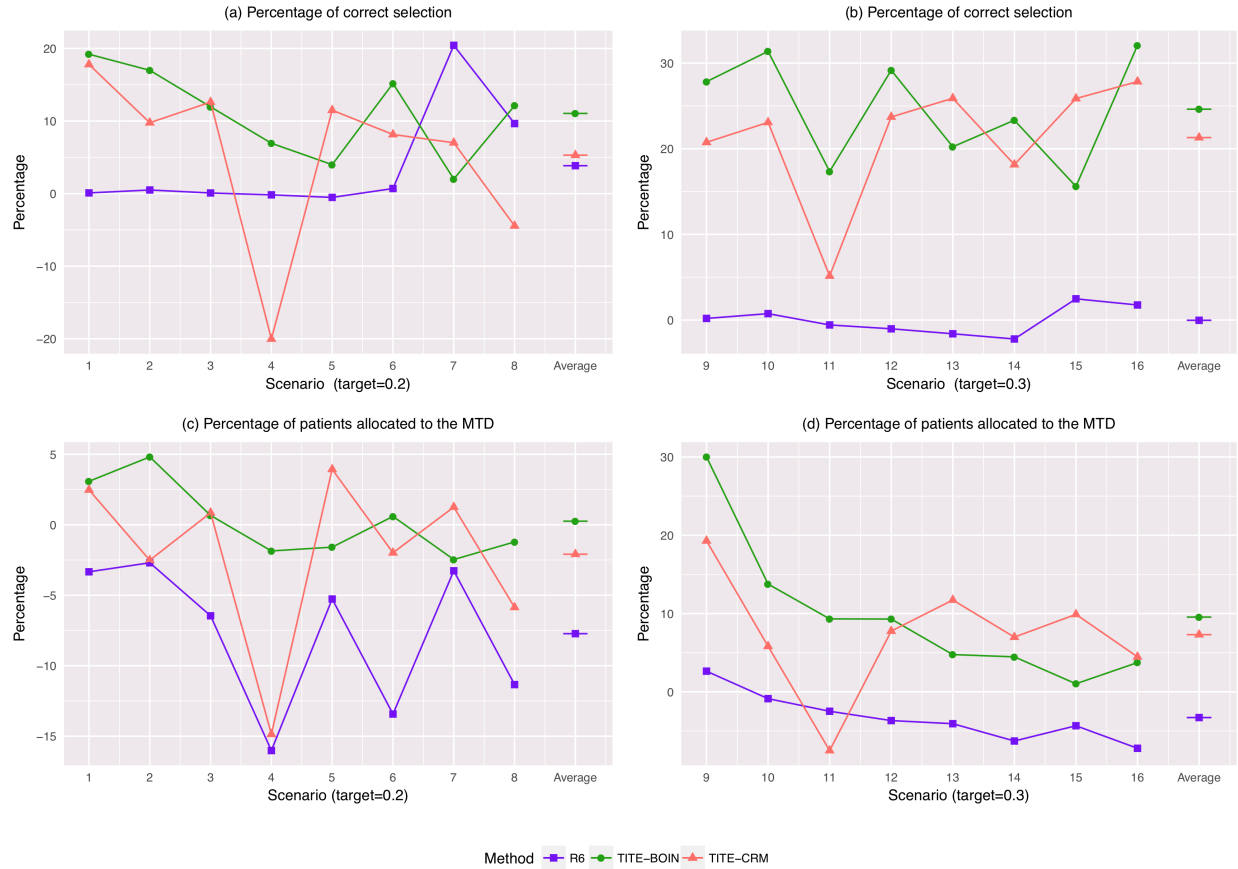 (a) Percentage of correct selection
Percentage
20
10
0
−10
−20
1 2 3 4 5 6 7 8 Average
Scenario (target=0.2)
(b) Percentage of correct selection
Percentage
30
20
10
0
9 10 11 12 13 14 15 16 Average
Scenario (target=0.3)
(c) Percentage of patients allocated to the MTD
Percentage
5
0
−5
−10
−15
1 2 3 4 5 6 7 8 Average
Scenario (target=0.2)
(d) Percentage of patients allocated to the MTD
Percentage
30
20
10
0
9 10 11 12 13 14 15 16 Average
Scenario (target=0.3)
Method R6 TITE−BOIN TITE−CRM